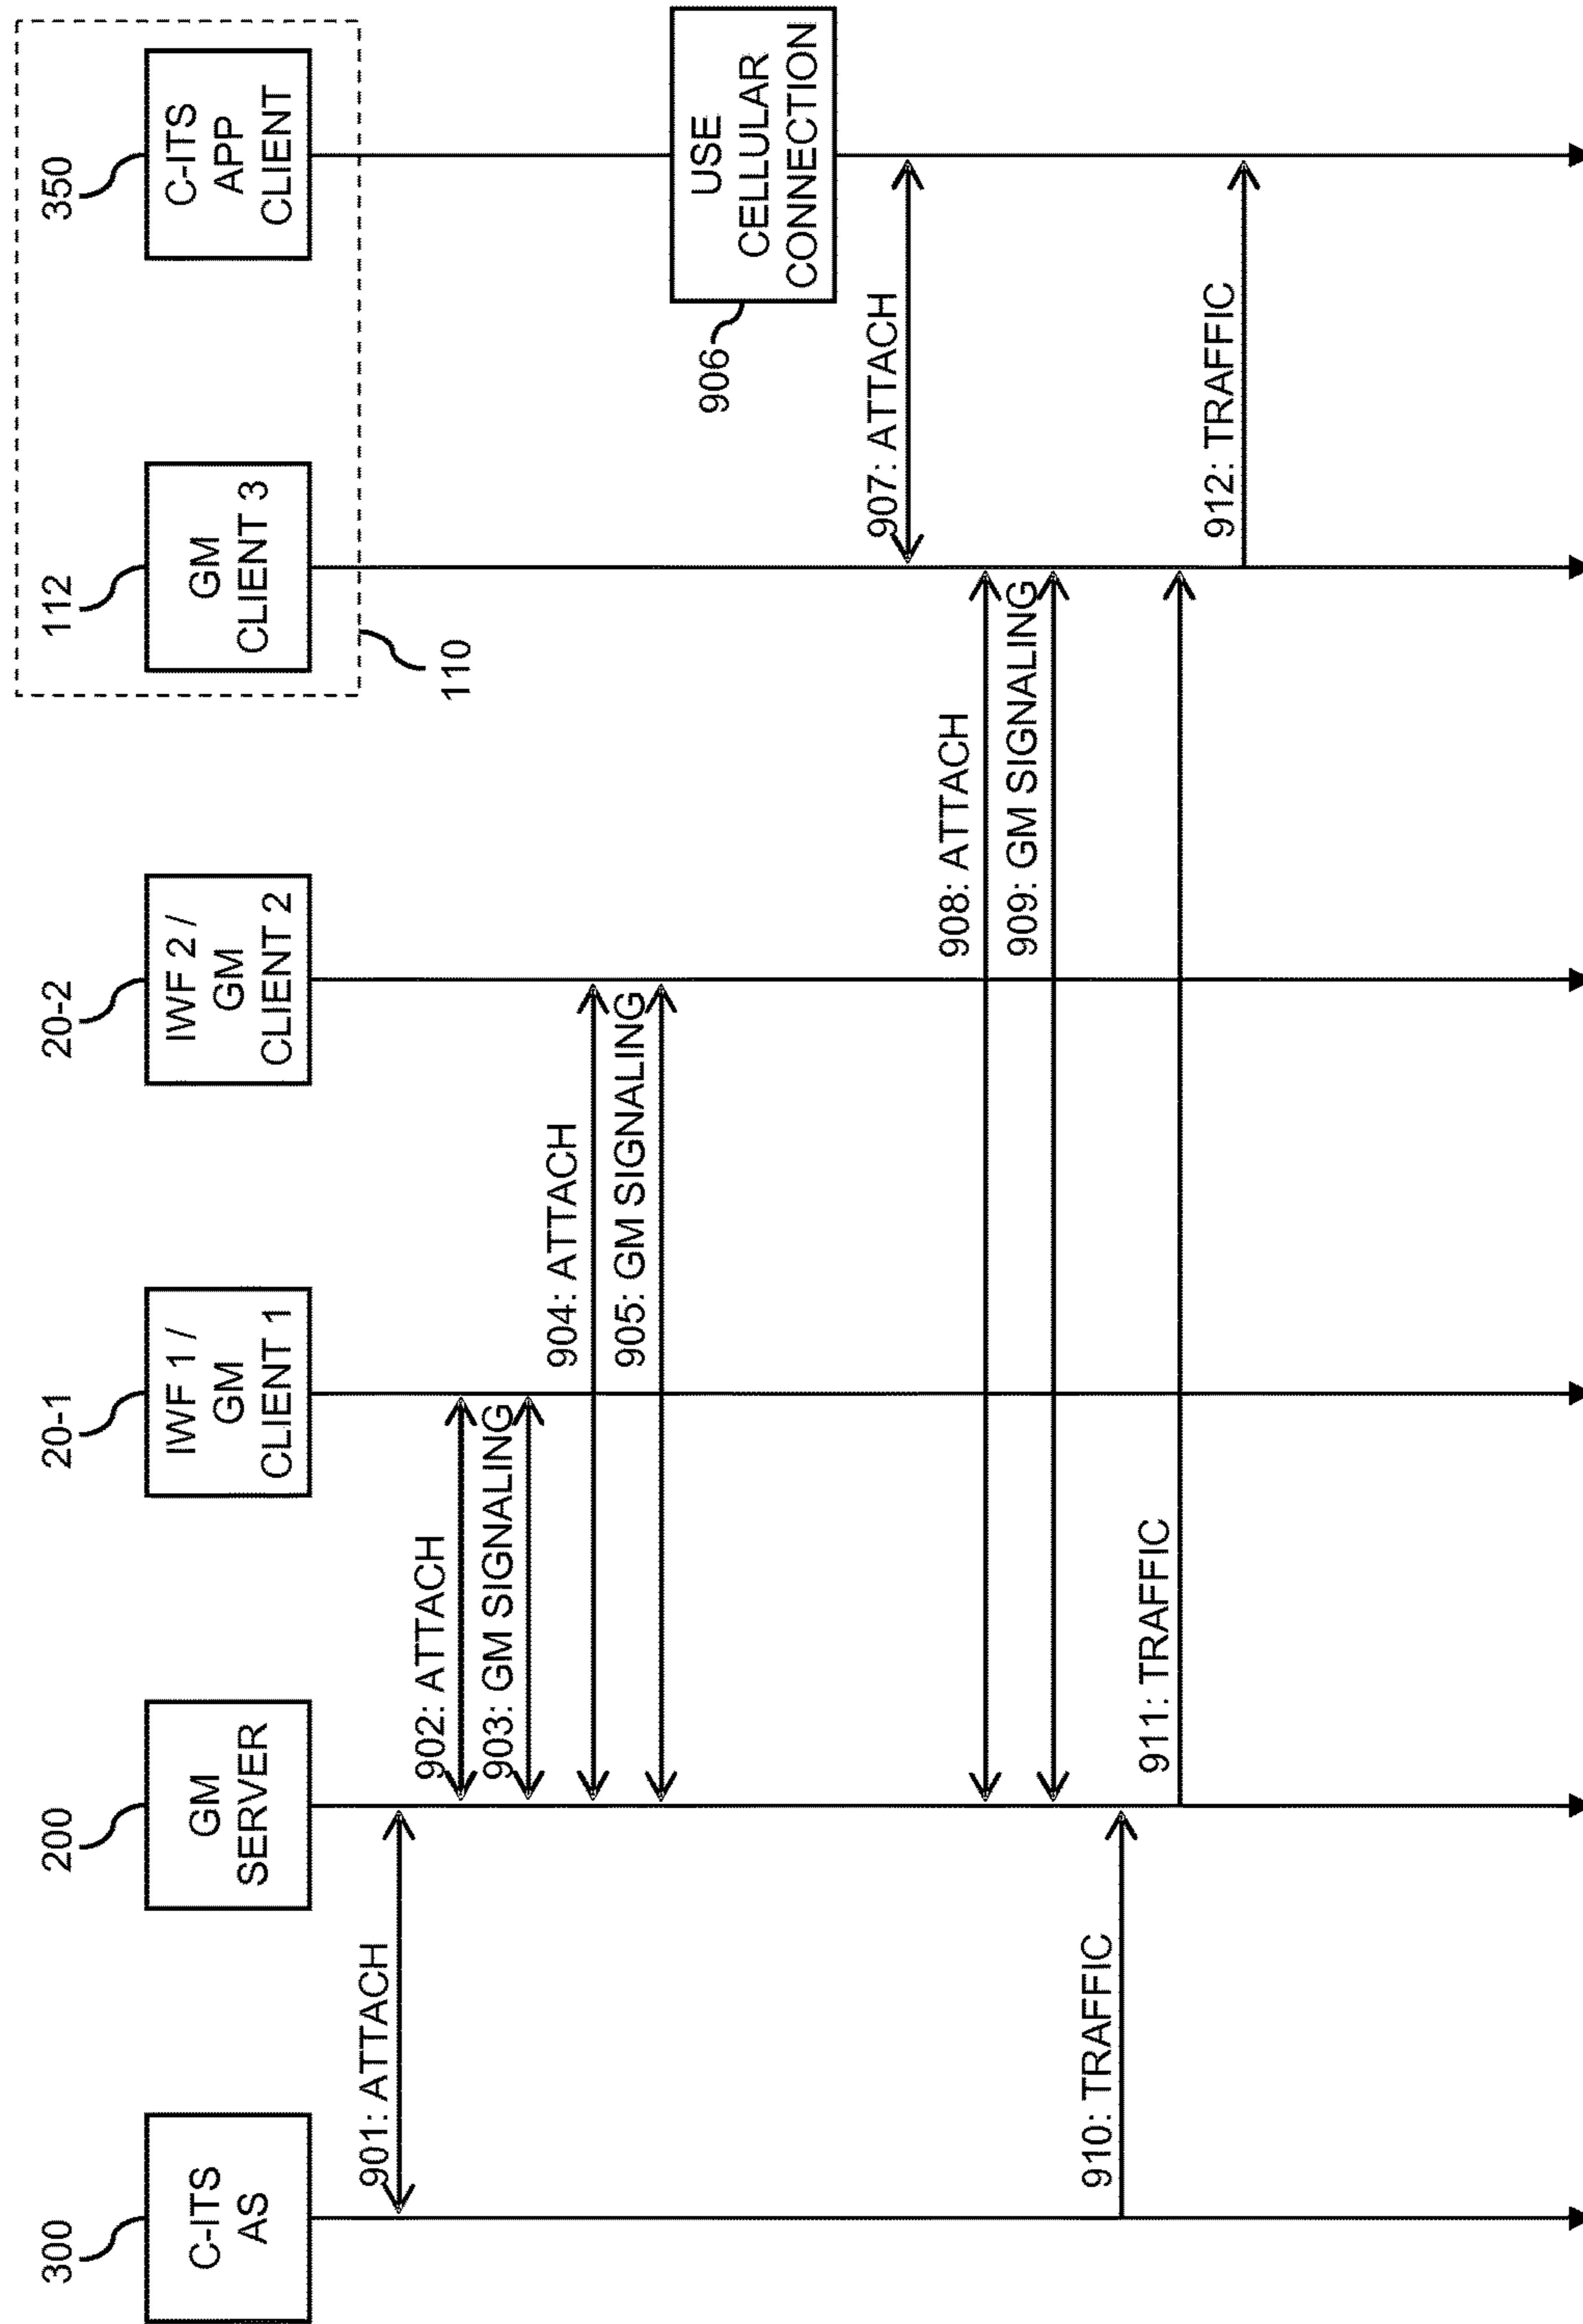 300
200
20-1
20-2
112
350
C-ITS
AS
GM
SERVER
IWF 1 /
GM
CLIENT 1
IWF 2 /
GM
CLIENT 2
GM
CLIENT 3
C-ITS
APP
CLIENT
110
901: ATTACH
902: ATTACH
903: GM SIGNALING
904: ATTACH
905: GM SIGNALING
906
USE
CELLULAR
CONNECTION
907: ATTACH
908: ATTACH
909: GM SIGNALING
910: TRAFFIC
911: TRAFFIC
912: TRAFFIC